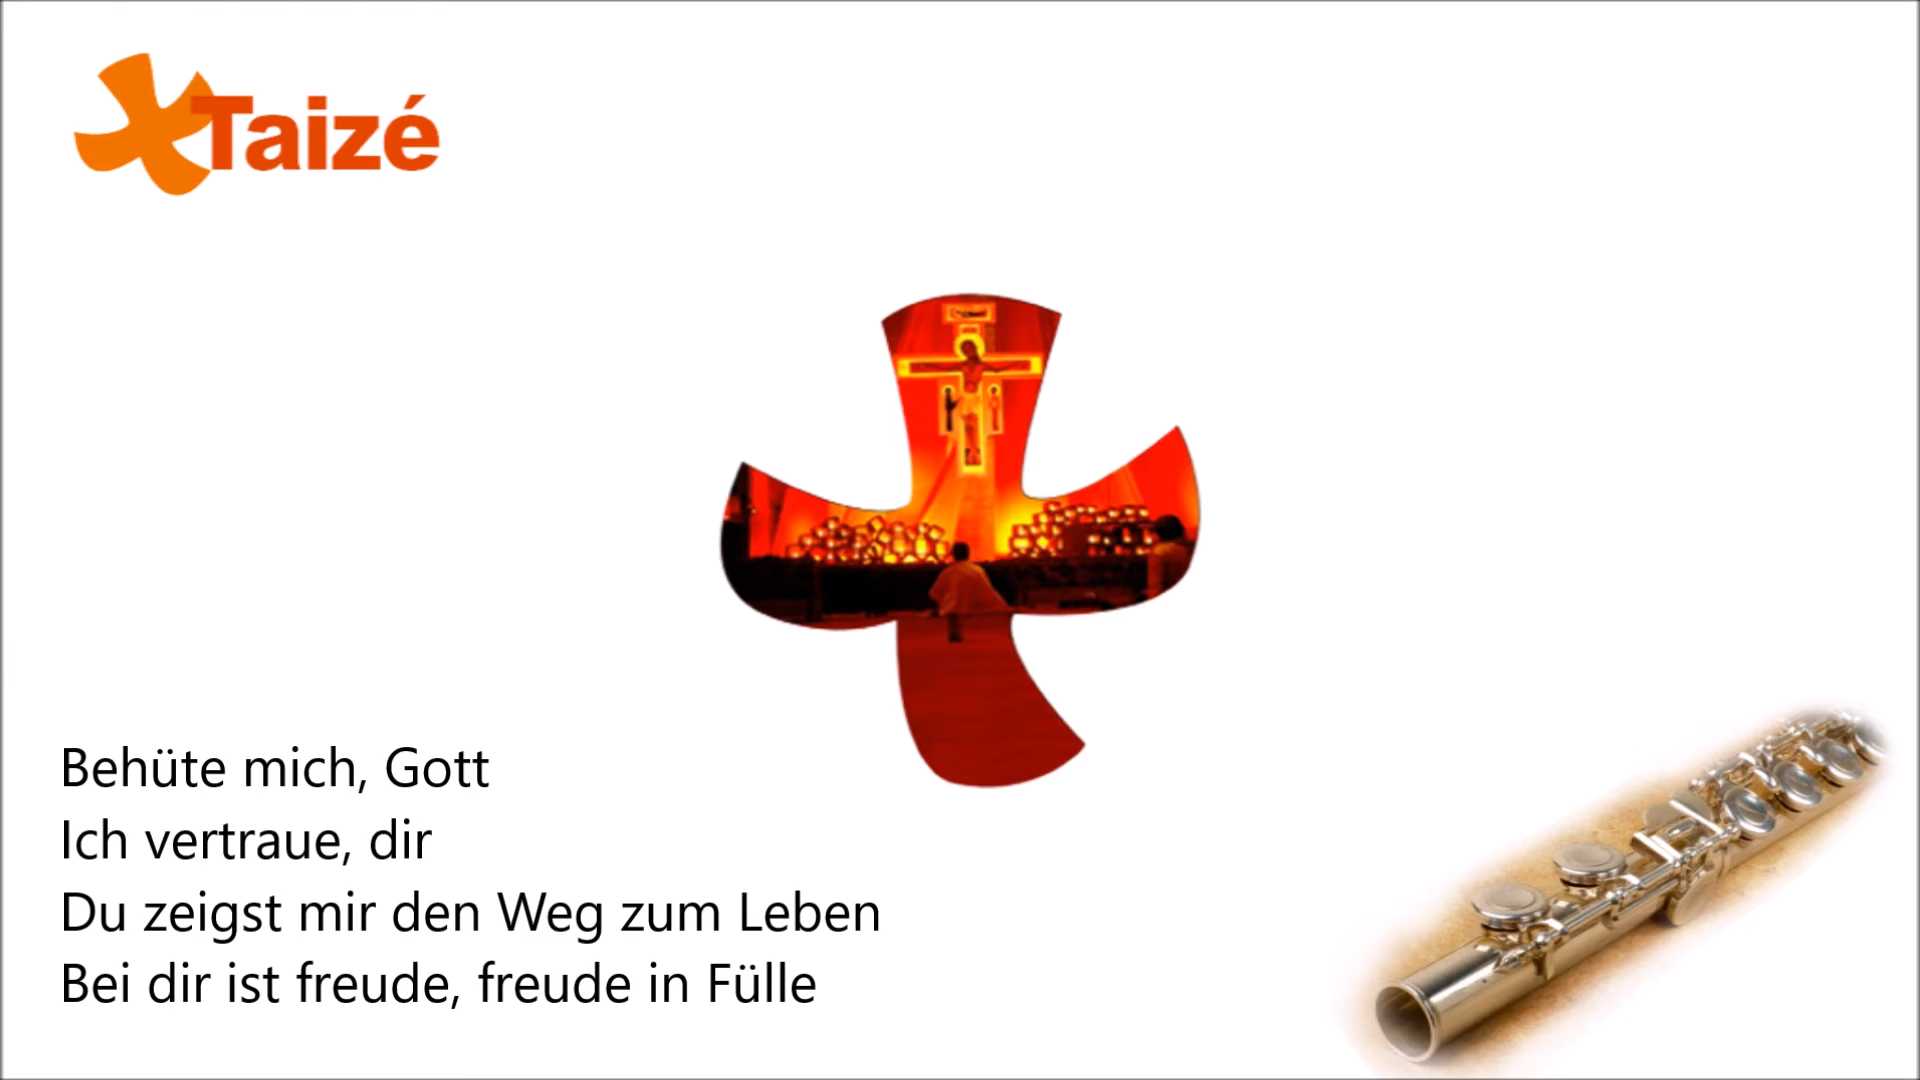 Taizé
Behüte mich, Gott
Ich vertraue, dir
Du zeigst mir den Weg zum Leben
Bei dir ist freude, freude in Fülle